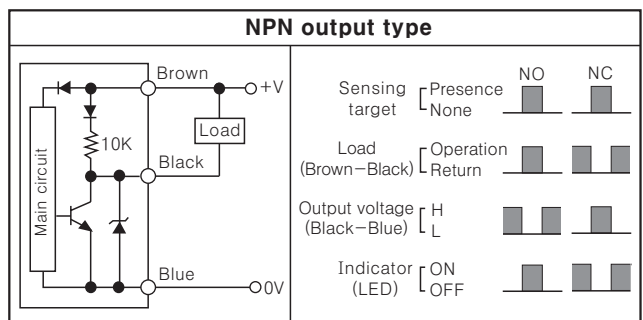 NPN output type
Brown
+V
Load
10K
Black
Main circuit
Blue
0V
NO NC
Sensing target
Presence
None
Load (Brown−Black)
Operation
Return
Output voltage (Black−Blue)
H
L
Indicator (LED)
ON
OFF